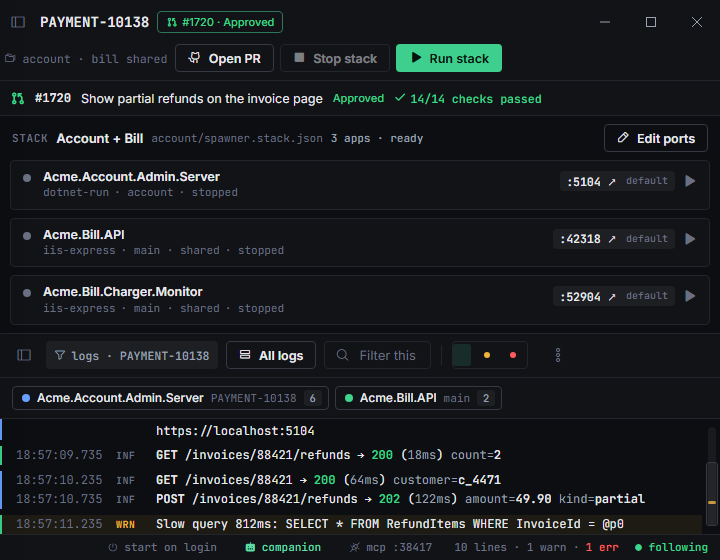 PAYMENT-10138 #1720 · Approved
account · bill shared Open PR Stop stack Run stack
#1720 Show partial refunds on the invoice page Approved 14/14 checks passed
STACK Account + Bill account/spawner.stack.json 3 apps · ready Edit ports
Acme.Account.Admin.Server
dotnet-run · account · stopped
:5104 ↗ default
Acme.Bill.API
iis-express · main · shared · stopped
:42318 ↗ default
Acme.Bill.Charger.Monitor
iis-express · main · shared · stopped
:52904 ↗ default
logs · PAYMENT-10138 All logs Filter this
Acme.Account.Admin.Server PAYMENT-10138 6 Acme.Bill.API main 2
https://localhost:5104
18:57:09.735 INF GET /invoices/88421/refunds → 200 (18ms) count=2
18:57:10.235 INF GET /invoices/88421 → 200 (64ms) customer=c_4471
18:57:10.735 INF POST /invoices/88421/refunds → 202 (122ms) amount=49.90 kind=partial
18:57:11.235 WRN Slow query 812ms: SELECT * FROM RefundItems WHERE InvoiceId = @p0
start on login companion mcp :38417 10 lines · 1 warn · 1 err following